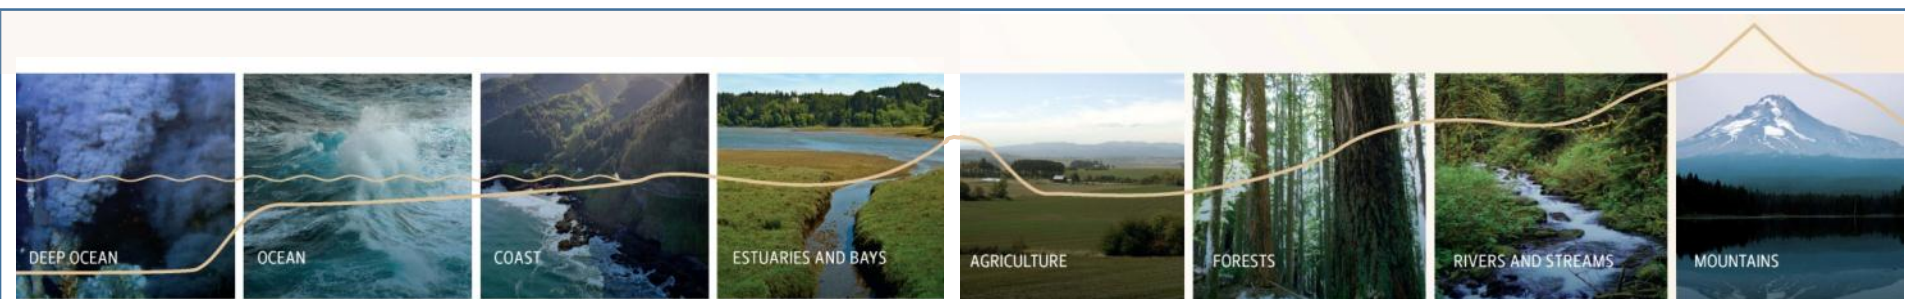 DEEP OCEAN
OCEAN
COAST
ESTUARIES AND BAYS
AGRICULTURE
FORESTS
RIVERS AND STREAMS
MOUNTAINS